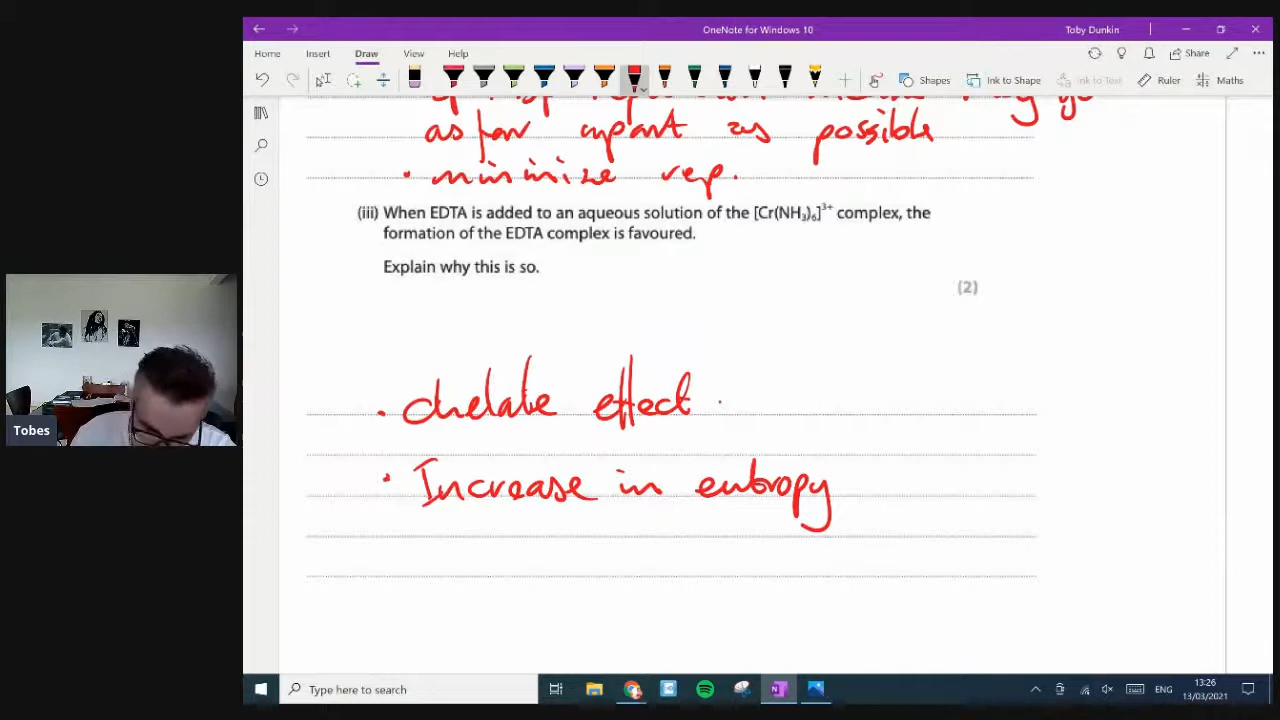 OneNote for Windows 10
Toby Dunkin
Home Insert Draw View Help
Share
Shapes Ink to Shape Ink to Text Ruler Maths
as far apart as possible
• minimize rep.
(iii) When EDTA is added to an aqueous solution of the [Cr(NH3)6]3+ complex, the
formation of the EDTA complex is favoured.
Explain why this is so.
(2)
• chelate effect.
• Increase in entropy
Tobes
Type here to search
ENG
13:26
13/03/2021